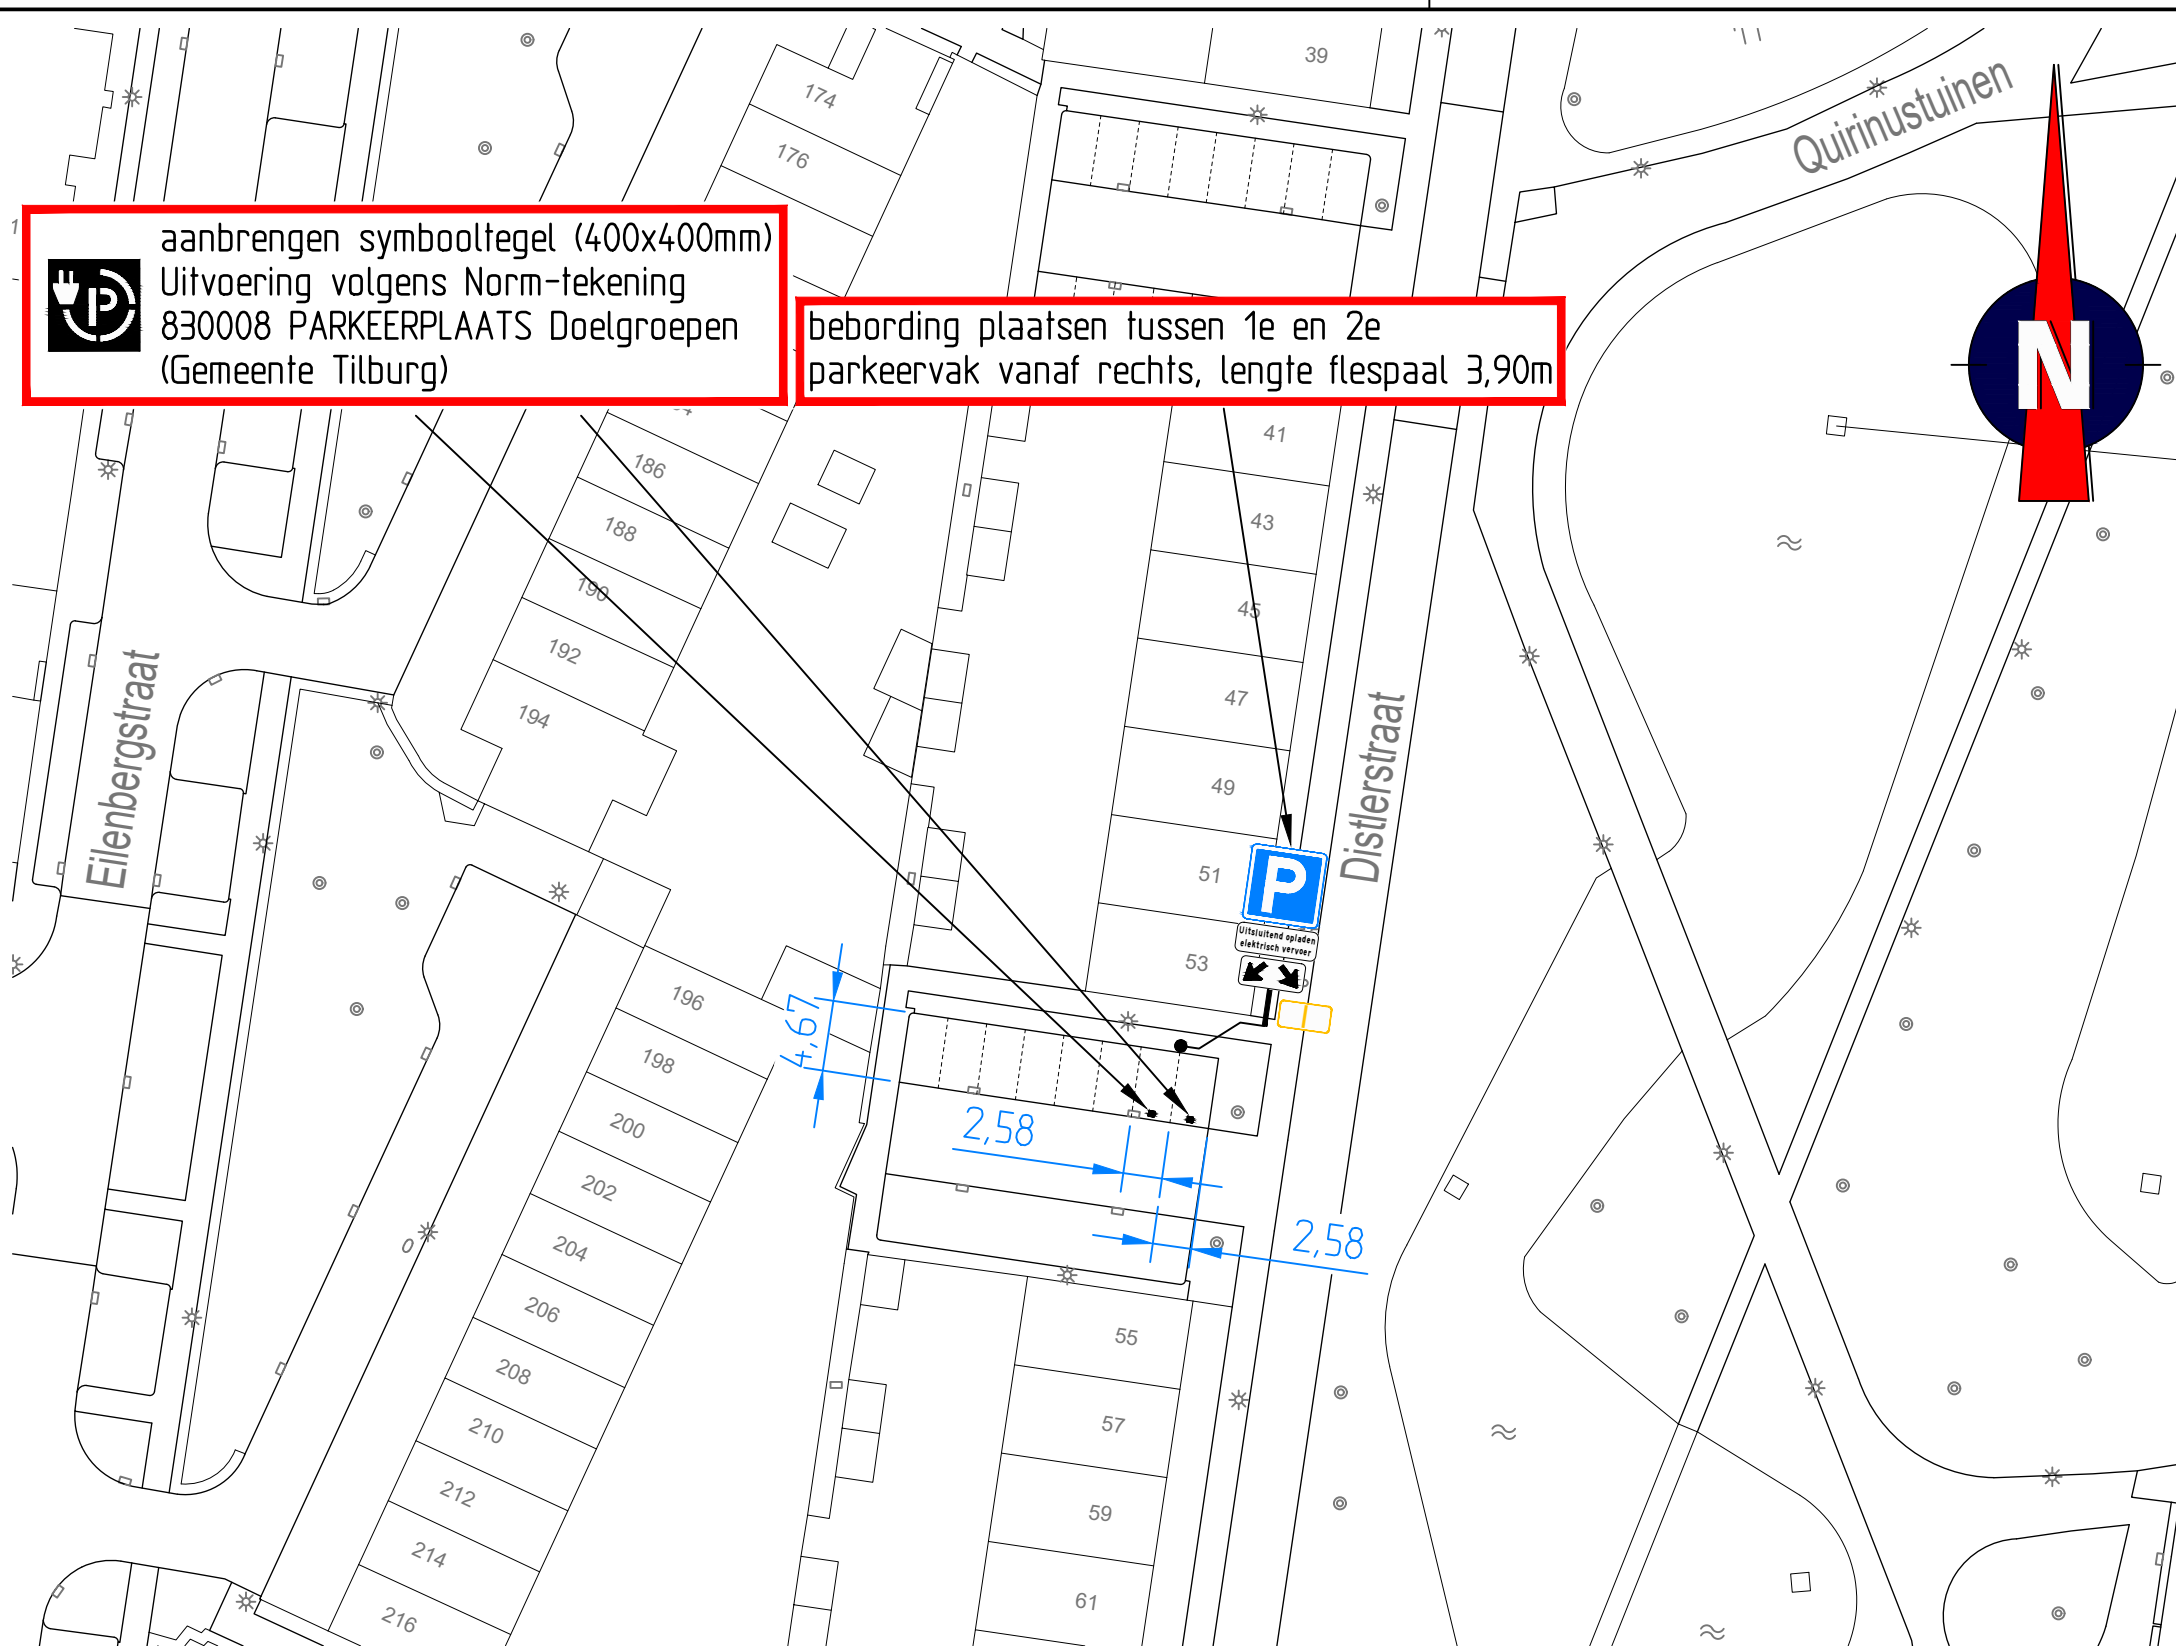 39
174
176
Quirinustuinen
aanbrengen symbooltegel (400x400mm)
Uitvoering volgens Norm-tekening
830008 PARKEERPLAATS Doelgroepen
(Gemeente Tilburg)
P
bebording plaatsen tussen 1e en 2e
parkeervak vanaf rechts, lengte flespaal 3,90m
N
41
186
43
188
190
45
192
47
194
49
Eilenbergstraat
Distlerstraat
51
P
Uitsluitend opladen
elektrisch vervoer
53
196
4,67
198
200
2,58
202
204
0
2,58
206
55
208
57
210
212
59
214
61
216